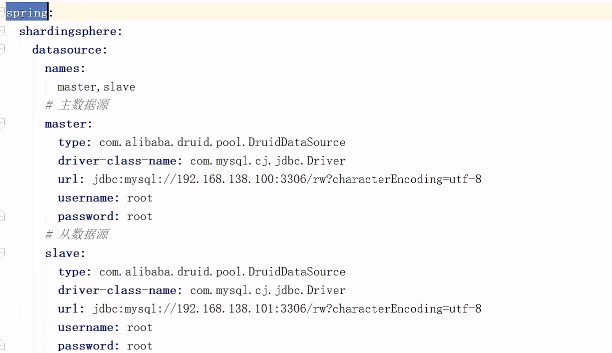 spring:
shardingsphere:
datasource:
names:
master,slave
# 主数据源
master:
type: com.alibaba.druid.pool.DruidDataSource
driver-class-name: com.mysql.cj.jdbc.Driver
url: jdbc:mysql://192.168.138.100:3306/rw?characterEncoding=utf-8
username: root
password: root
# 从数据源
slave:
type: com.alibaba.druid.pool.DruidDataSource
driver-class-name: com.mysql.cj.jdbc.Driver
url: jdbc:mysql://192.168.138.101:3306/rw?characterEncoding=utf-8
username: root
password: root